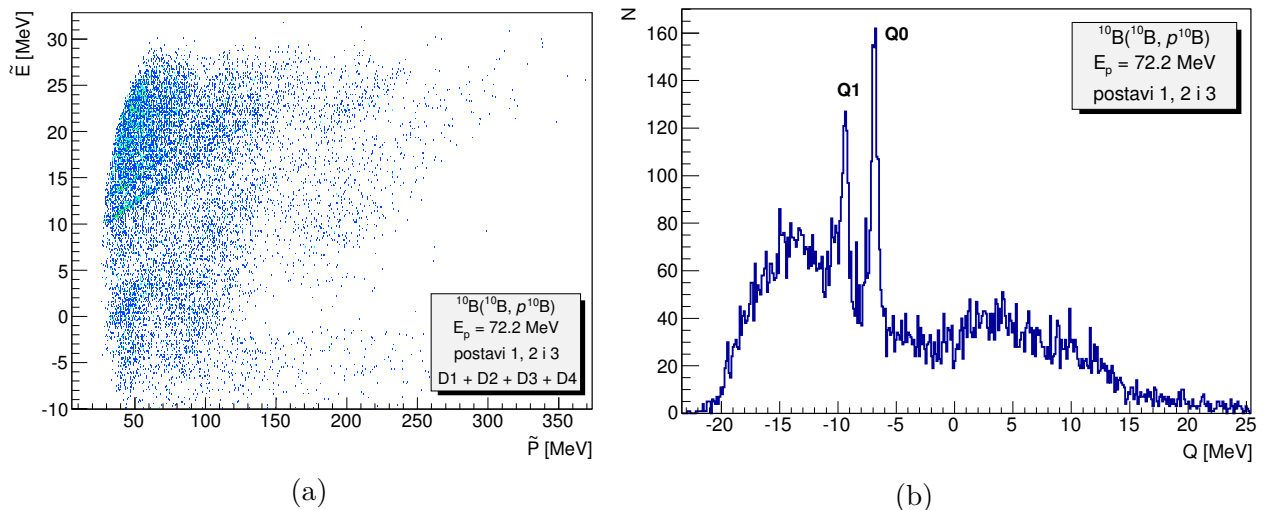 Ẽ [MeV]
30
25
20
15
10
5
0
-5
-10
50 100 150 200 250 300 350
P̃ [MeV]
¹⁰B(¹⁰B, p¹⁰B)
E_p = 72.2 MeV
postavi 1, 2 i 3
D1 + D2 + D3 + D4
(a)
N
160
140
120
100
80
60
40
20
0
-20 -15 -10 -5 0 5 10 15 20 25
Q [MeV]
Q0
Q1
¹⁰B(¹⁰B, p¹⁰B)
E_p = 72.2 MeV
postavi 1, 2 i 3
(b)